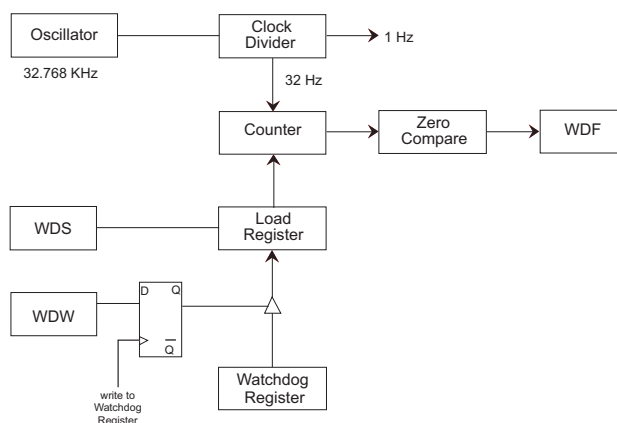 Oscillator
Clock
Divider
1 Hz
32.768 KHz
32 Hz
Counter
Zero
Compare
WDF
WDS
Load
Register
WDW
D
Q
Q
write to
Watchdog
Register
Watchdog
Register